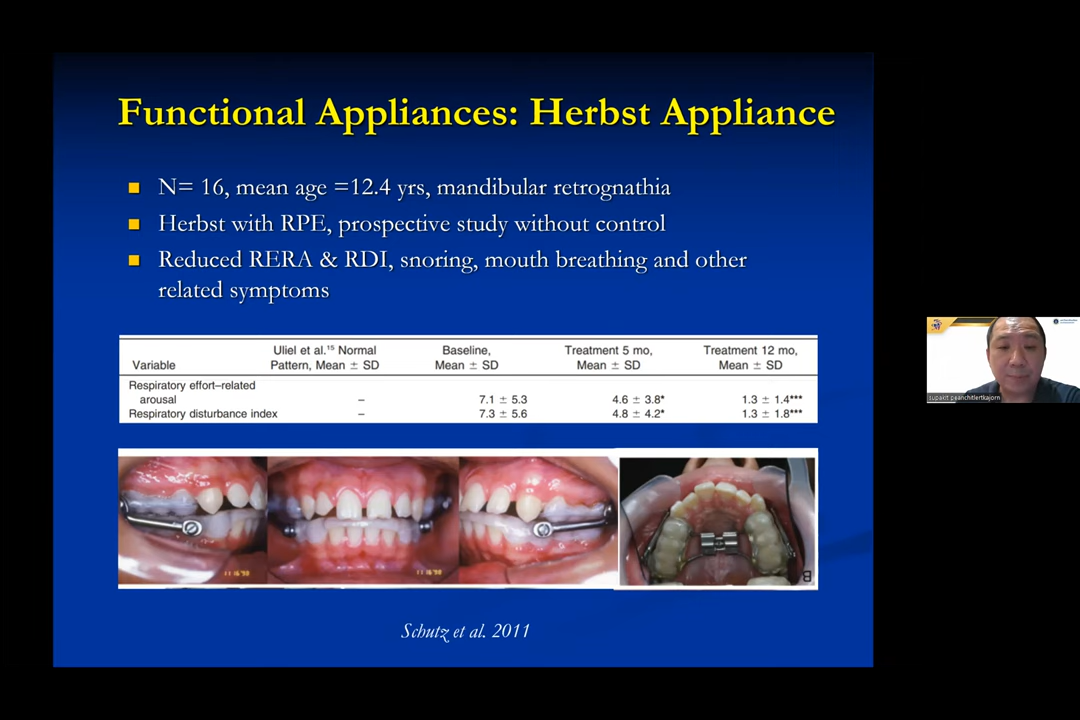 Functional Appliances: Herbst Appliance
N= 16, mean age =12.4 yrs, mandibular retrognathia
Herbst with RPE, prospective study without control
Reduced RERA & RDI, snoring, mouth breathing and other
related symptoms
Uliel et al.¹⁵ Normal Baseline, Treatment 5 mo, Treatment 12 mo,
Variable Pattern, Mean ± SD Mean ± SD Mean ± SD Mean ± SD
Respiratory effort–related
arousal – 7.1 ± 5.3 4.6 ± 3.8* 1.3 ± 1.4***
Respiratory disturbance index – 7.3 ± 5.6 4.8 ± 4.2* 1.3 ± 1.8***
Schutz et al. 2011
supakit peanchitlertkajorn